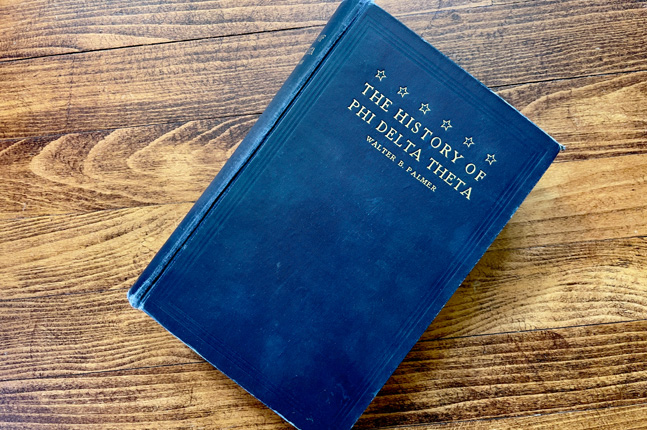 THE HISTORY OF
PHI DELTA THETA
WALTER B. PALMER